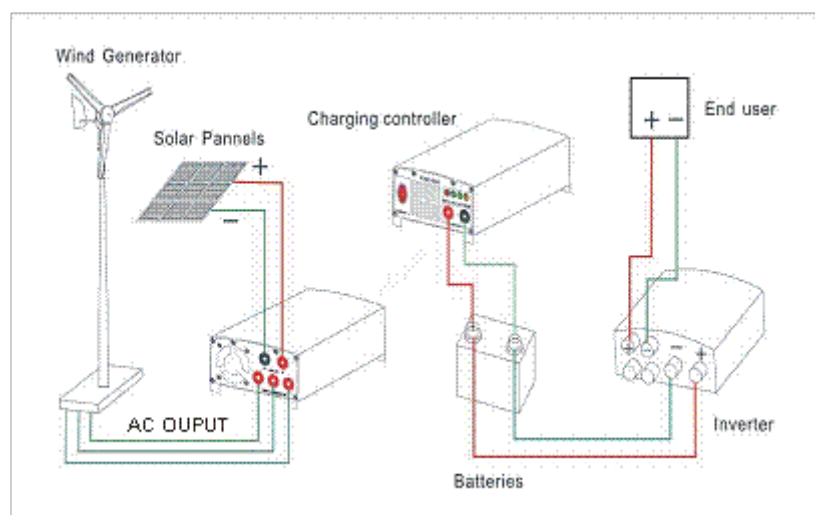 Wind Generator
Solar Pannels
+
−
Charging controller
+ −
End user
AC OUPUT
+ − − +
Inverter
Batteries